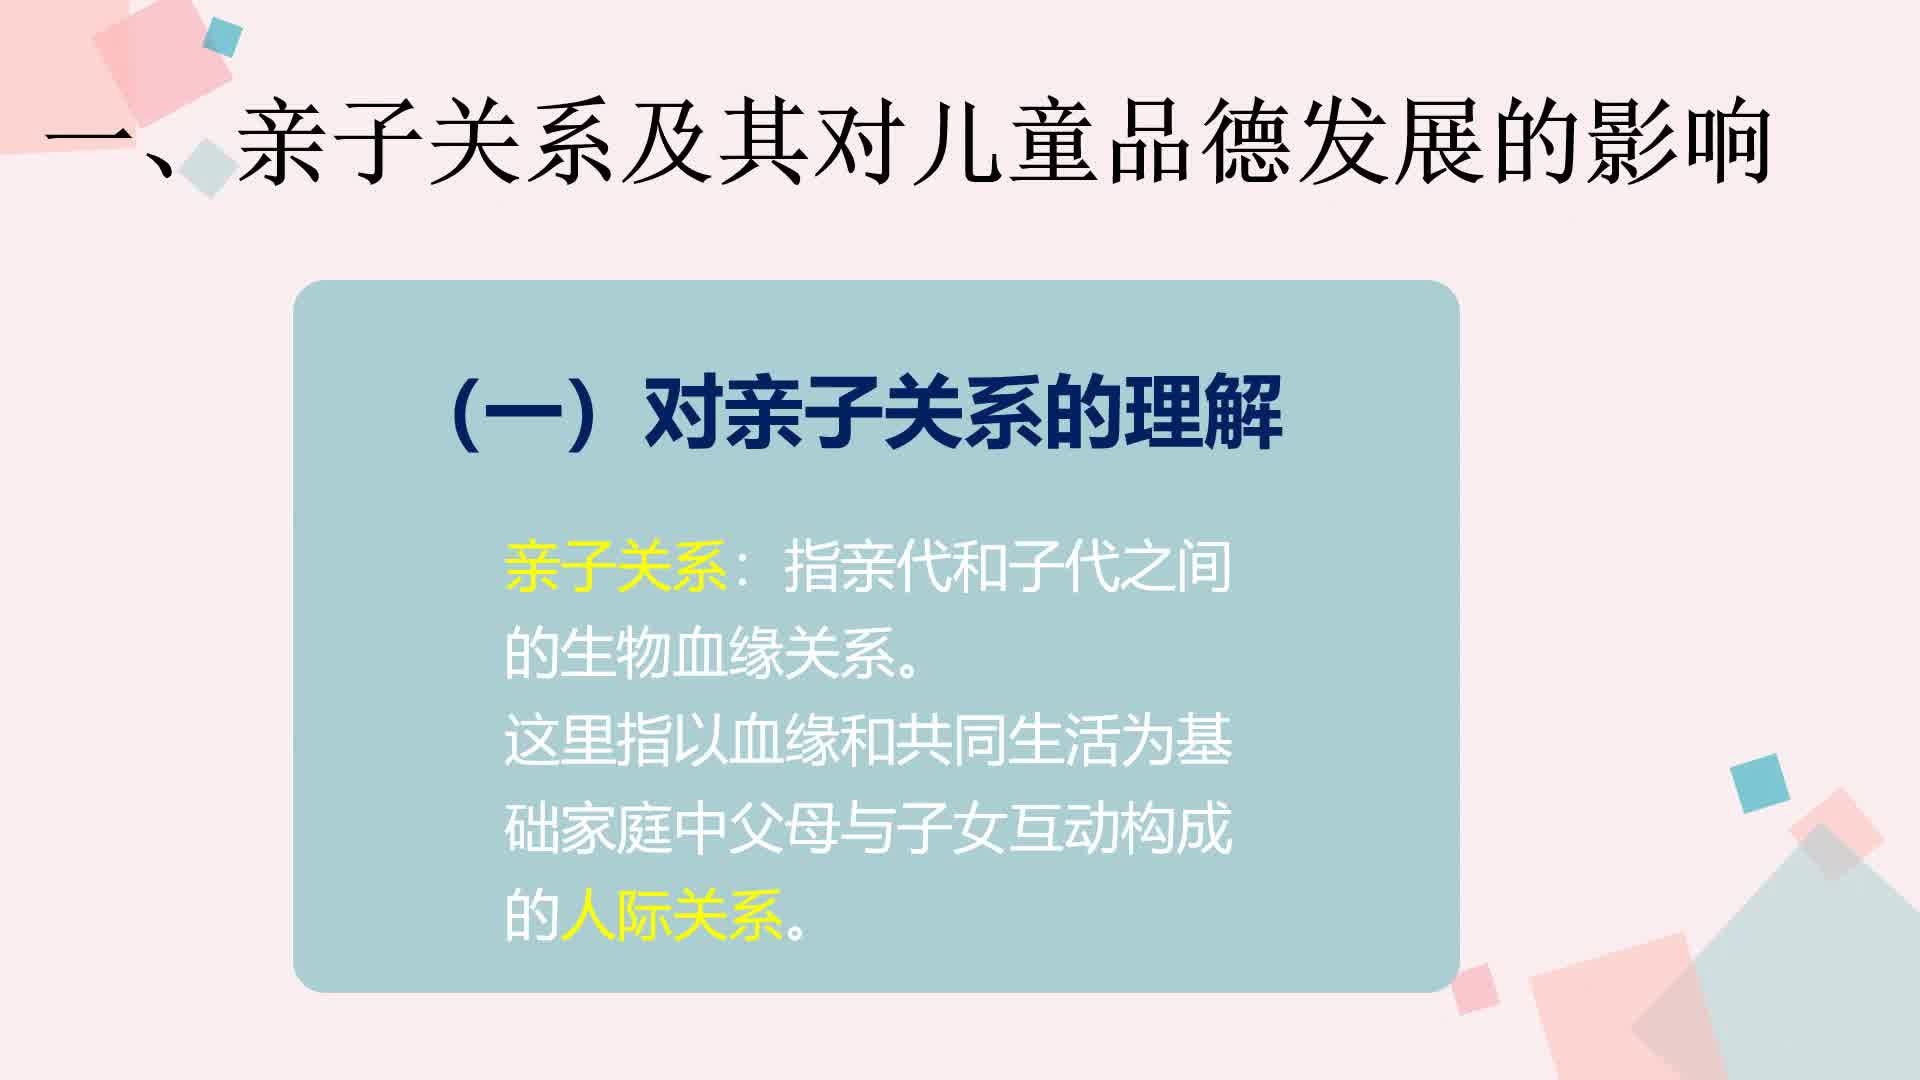 一、亲子关系及其对儿童品德发展的影响
（一）对亲子关系的理解
亲子关系：指亲代和子代之间
的生物血缘关系。
这里指以血缘和共同生活为基
础家庭中父母与子女互动构成
的人际关系。